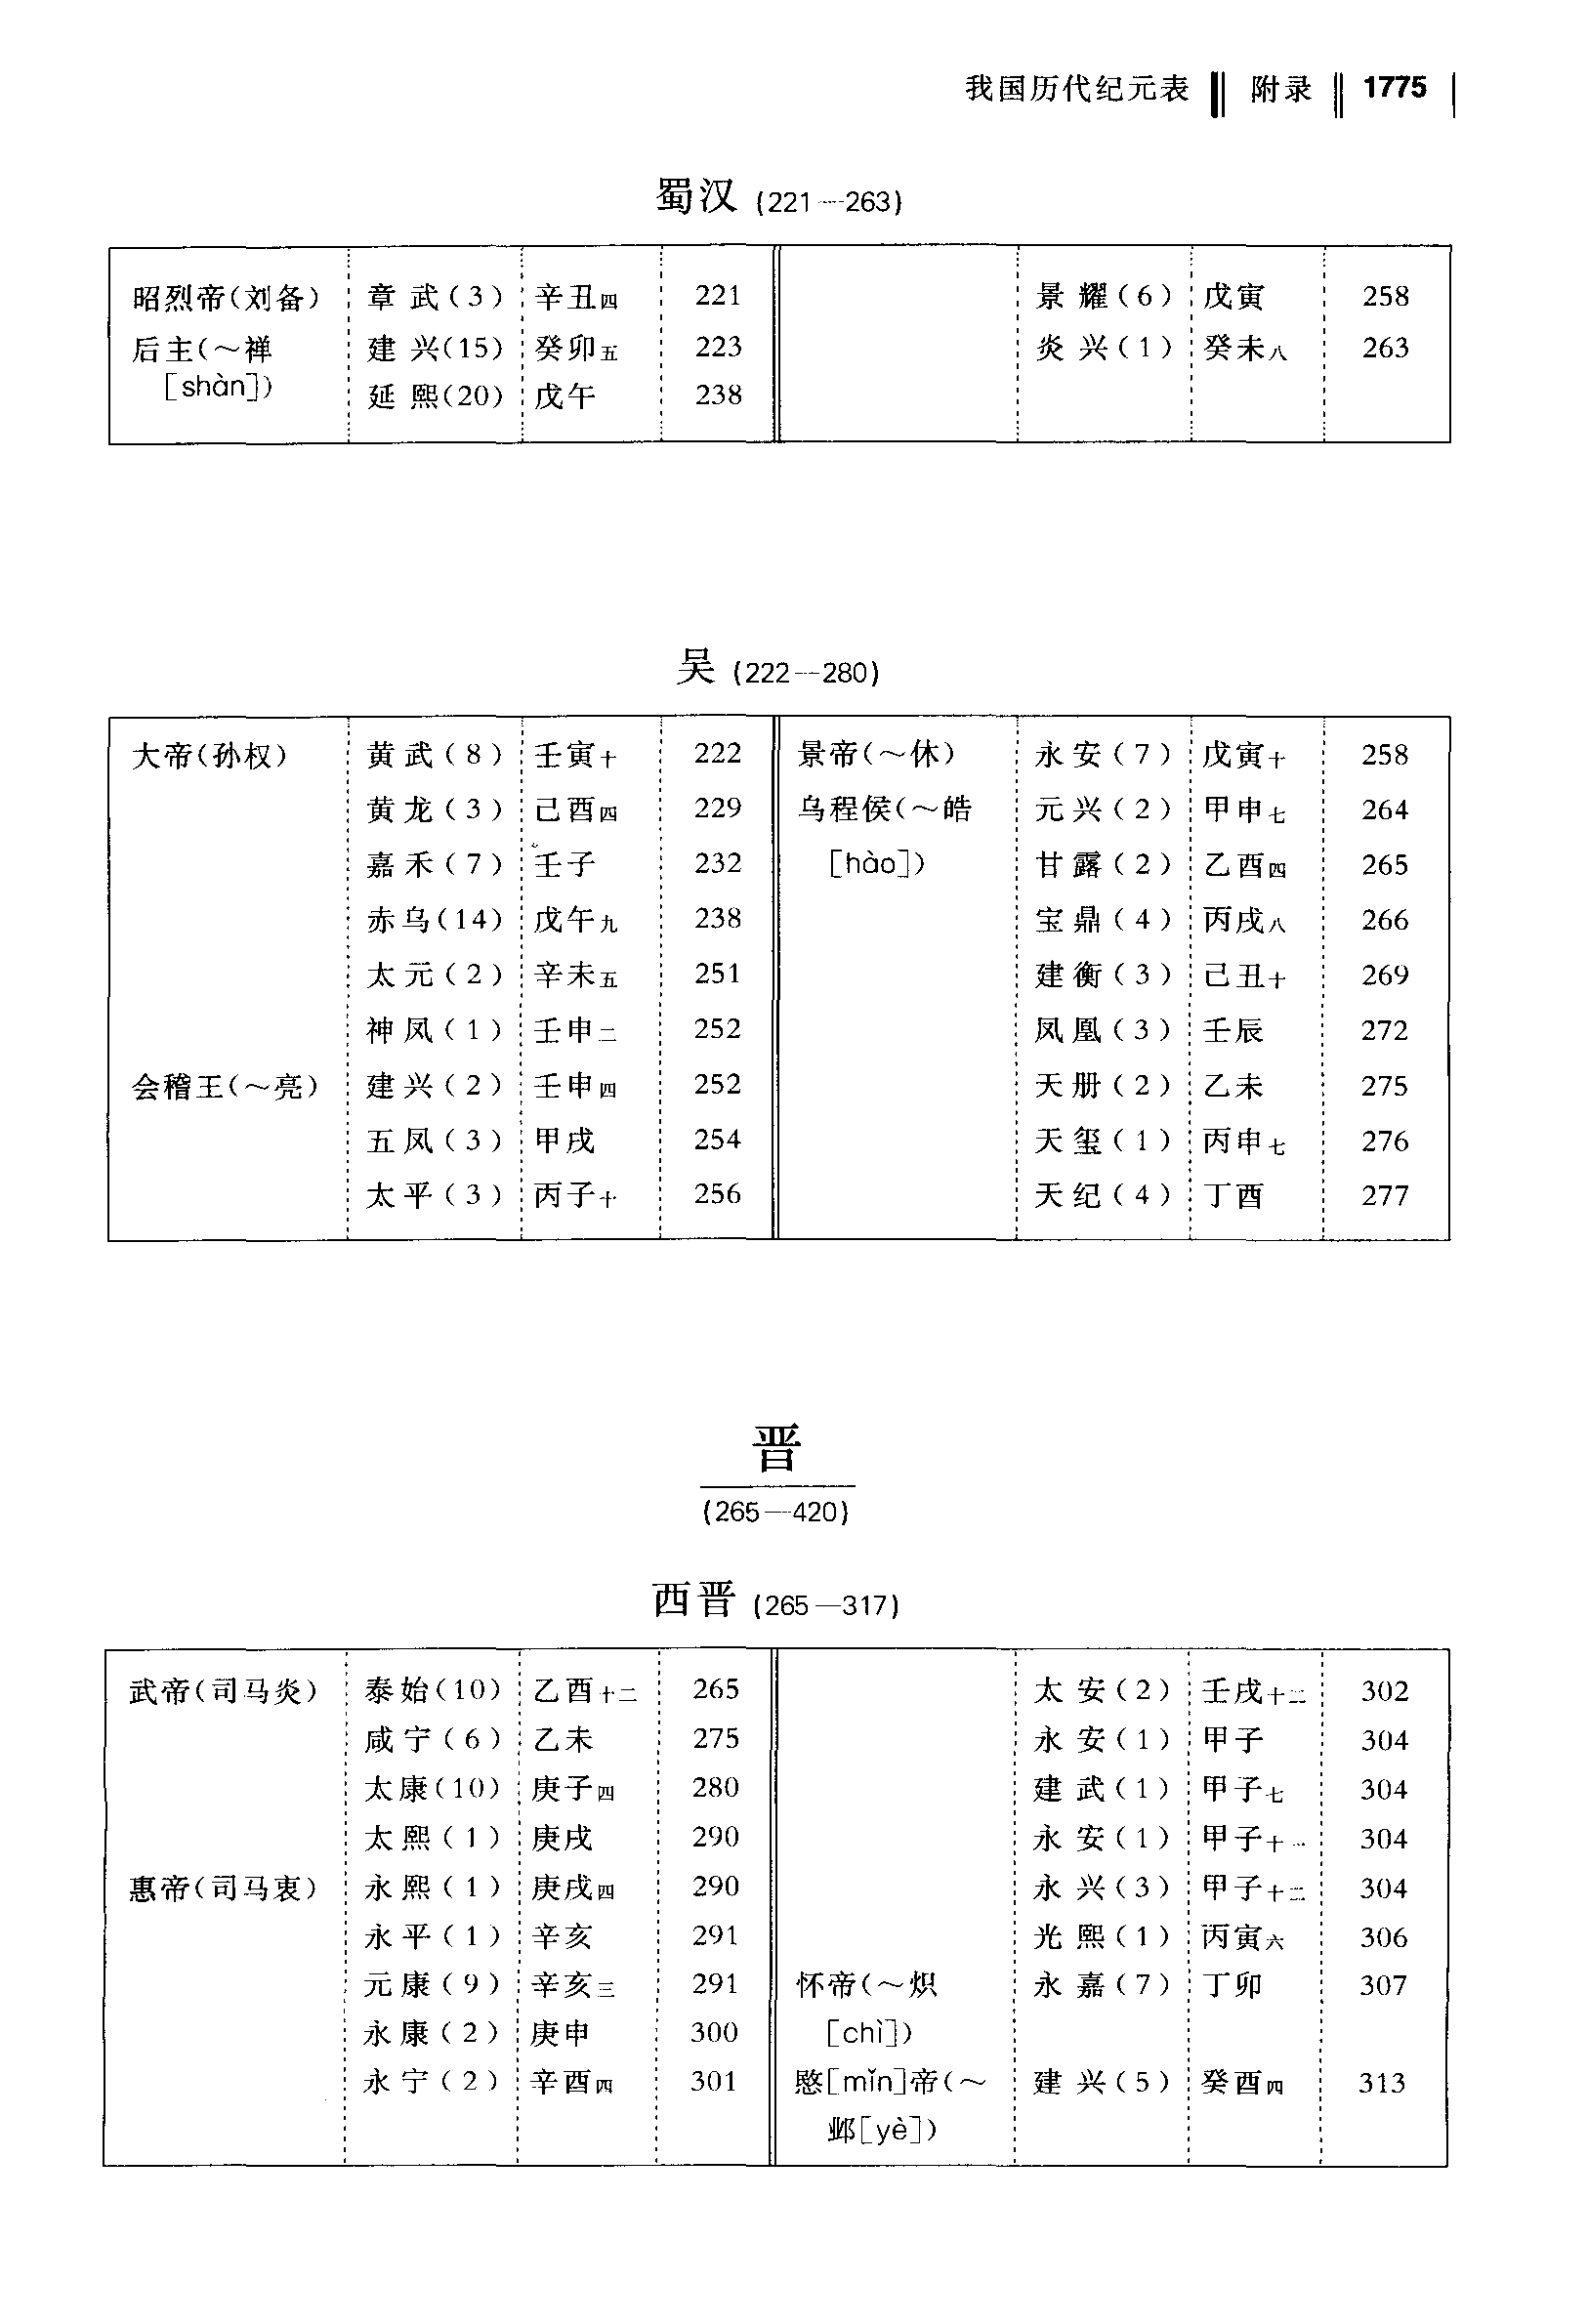 我国历代纪元表 附录 1775
蜀汉 (221—263)
昭烈帝(刘备) 章武(3) 辛丑四 221
后主(～禅 建兴(15) 癸卯五 223
[shàn]) 延熙(20) 戊午 238
景耀(6) 戊寅 258
炎兴(1) 癸未八 263
吴 (222—280)
大帝(孙权) 黄武(8) 壬寅十 222
黄龙(3) 己酉四 229
嘉禾(7) 壬子 232
赤乌(14) 戊午九 238
太元(2) 辛未五 251
神凤(1) 壬申二 252
会稽王(～亮) 建兴(2) 壬申四 252
五凤(3) 甲戌 254
太平(3) 丙子十 256
景帝(～休) 永安(7) 戊寅十 258
乌程侯(～皓 元兴(2) 甲申七 264
[hào]) 甘露(2) 乙酉四 265
宝鼎(4) 丙戌八 266
建衡(3) 己丑十 269
凤凰(3) 壬辰 272
天册(2) 乙未 275
天玺(1) 丙申七 276
天纪(4) 丁酉 277
晋
(265—420)
西晋 (265—317)
武帝(司马炎) 泰始(10) 乙酉十二 265
咸宁(6) 乙未 275
太康(10) 庚子四 280
太熙(1) 庚戌 290
惠帝(司马衷) 永熙(1) 庚戌四 290
永平(1) 辛亥 291
元康(9) 辛亥三 291
永康(2) 庚申 300
永宁(2) 辛酉四 301
太安(2) 壬戌十二 302
永安(1) 甲子 304
建武(1) 甲子七 304
永安(1) 甲子十一 304
永兴(3) 甲子十二 304
光熙(1) 丙寅六 306
怀帝(～炽 永嘉(7) 丁卯 307
[chì])
愍[mǐn]帝(～ 建兴(5) 癸酉四 313
邺[yè])